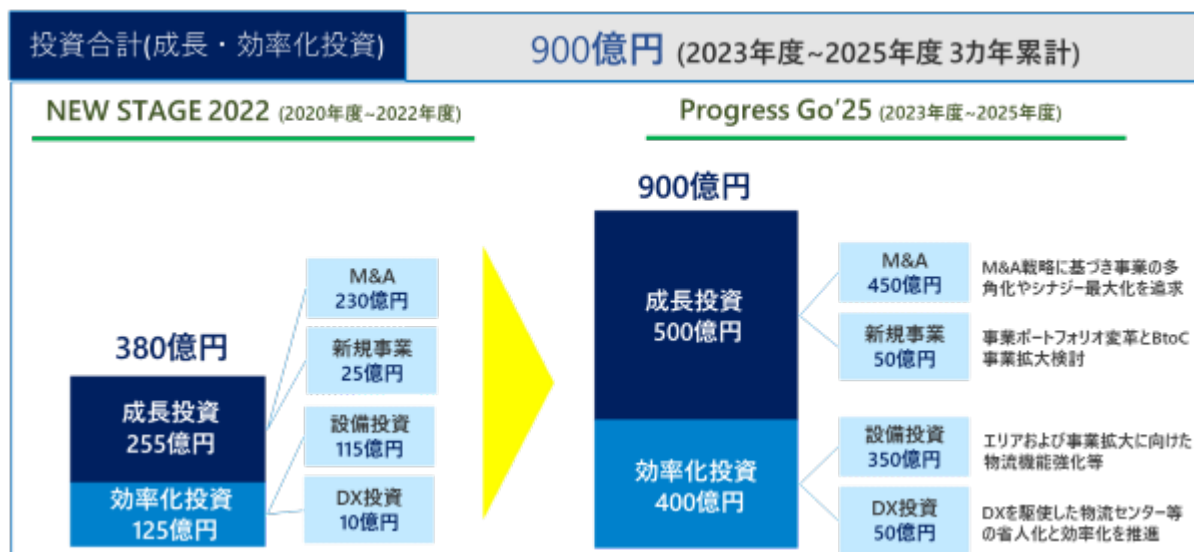 投資合計(成長・効率化投資)
900億円 (2023年度~2025年度 3カ年累計)
NEW STAGE 2022 (2020年度~2022年度)
380億円
成長投資
255億円
効率化投資
125億円
M&A
230億円
新規事業
25億円
設備投資
115億円
DX投資
10億円
Progress Go'25 (2023年度~2025年度)
900億円
成長投資
500億円
効率化投資
400億円
M&A
450億円
M&A戦略に基づき事業の多
角化やシナジー最大化を追求
新規事業
50億円
事業ポートフォリオ変革とBtoC
事業拡大検討
設備投資
350億円
エリアおよび事業拡大に向けた
物流機能強化等
DX投資
50億円
DXを駆使した物流センター等
の省人化と効率化を推進